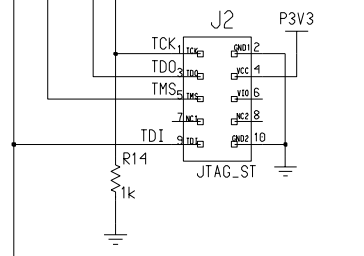 J2
P3V3
TCK 1 TCK GND1 2
TDO 3 TDO VCC 4
TMS 5 TMS VIO 6
7 NC1 NC2 8
TDI 9 TDI GND2 10
R14
JTAG_ST
1k